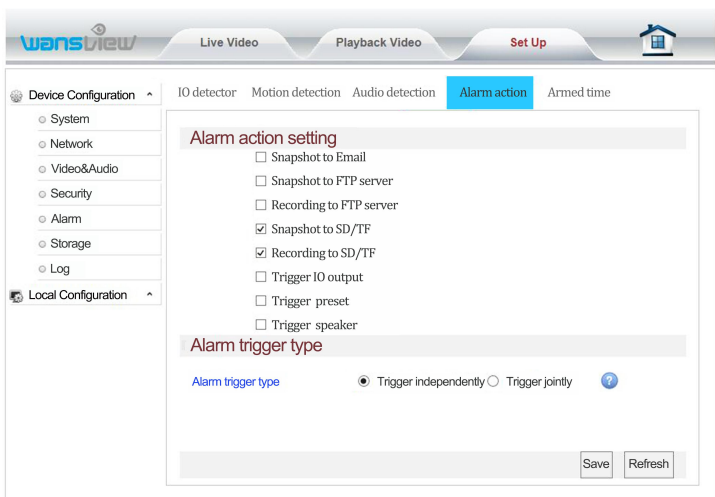 wansview
Live Video
Playback Video
Set Up
Device Configuration
System
Network
Video&Audio
Security
Alarm
Storage
Log
Local Configuration
IO detector Motion detection Audio detection Alarm action Armed time
Alarm action setting
Snapshot to Email
Snapshot to FTP server
Recording to FTP server
Snapshot to SD/TF
Recording to SD/TF
Trigger IO output
Trigger preset
Trigger speaker
Alarm trigger type
Alarm trigger type Trigger independently Trigger jointly ?
Save Refresh